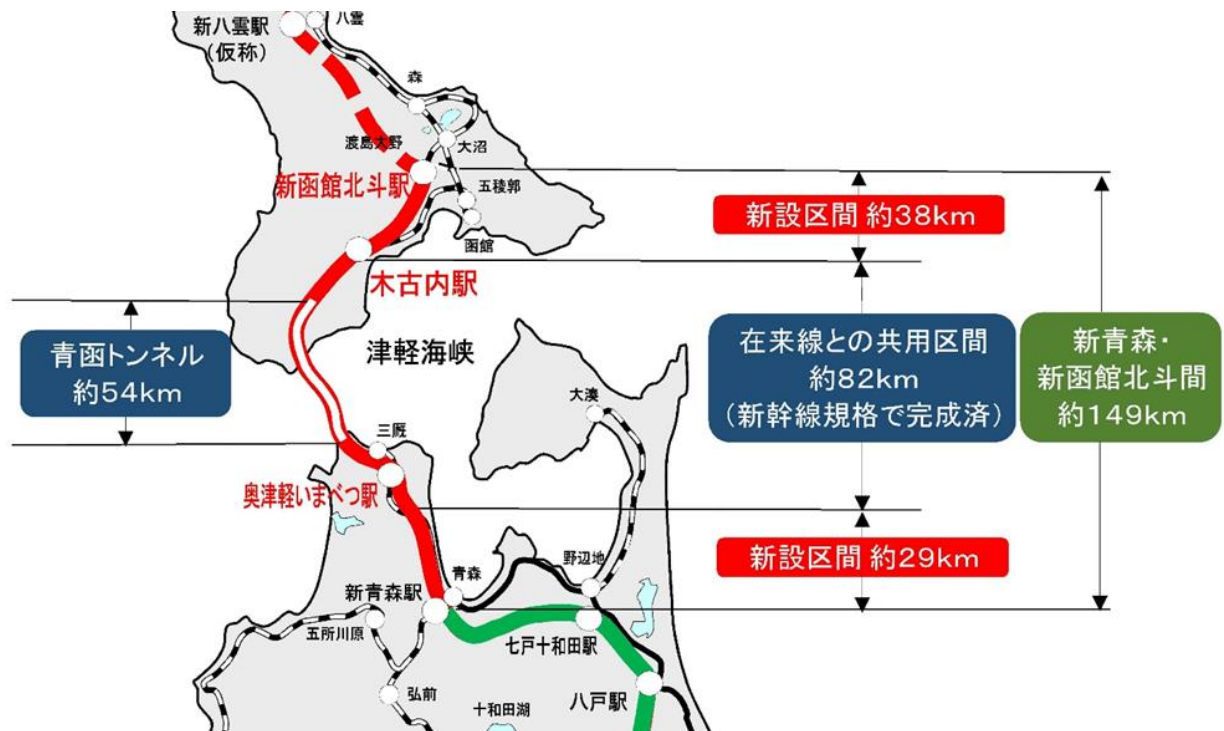 新八雲駅
(仮称)
八雲
森
渡島大野
大沼
新函館北斗駅
五稜郭
函館
新設区間 約38km
木古内駅
津軽海峡
青函トンネル
約54km
在来線との共用区間
約82km
(新幹線規格で完成済)
新青森・
新函館北斗間
約149km
大湊
三厩
奥津軽いまべつ駅
新設区間 約29km
野辺地
青森
新青森駅
五所川原
七戸十和田駅
弘前
十和田湖
八戸駅